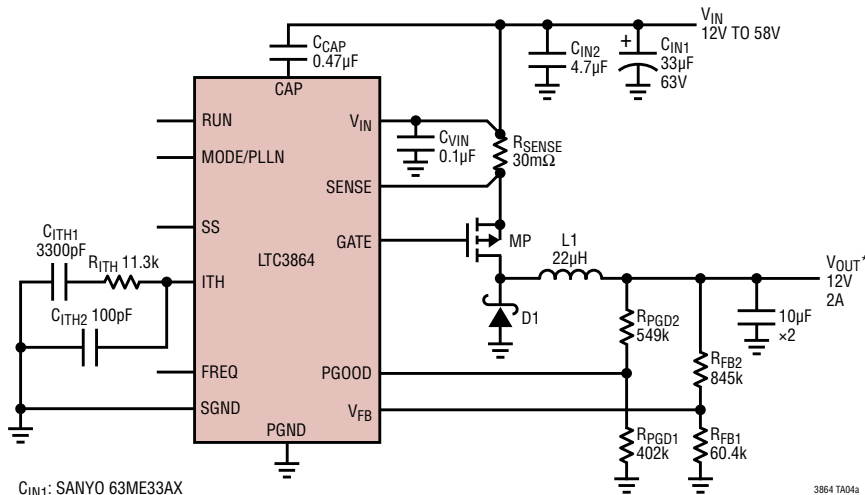 VIN
12V TO 58V
CCAP
0.47µF
CIN2
4.7µF
+
CIN1
33µF
63V
CAP
RUN
MODE/PLLN
SS
ITH
FREQ
SGND
PGND
LTC3864
VIN
SENSE
GATE
PGOOD
VFB
CVIN
0.1µF
RSENSE
30mΩ
MP
L1
22µH
D1
VOUT*
12V
2A
10µF
×2
CITH1
3300pF
RITH 11.3k
CITH2 100pF
RPGD2
549k
RFB2
845k
RPGD1
402k
RFB1
60.4k
CIN1: SANYO 63ME33AX
3864 TA04a